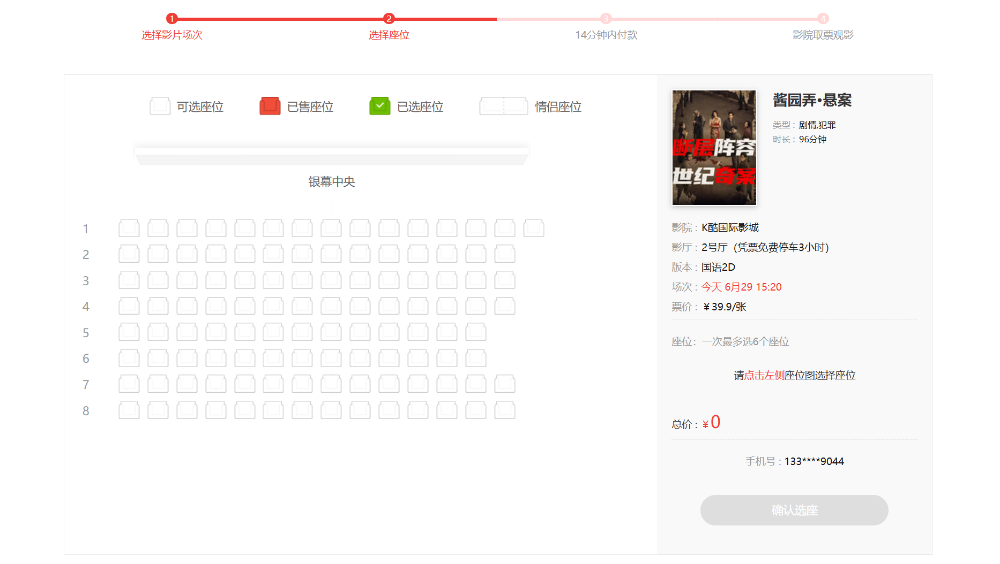 1
2
3
4
选择影片场次
选择座位
14分钟内付款
影院取票观影
可选座位
已售座位
已选座位
情侣座位
银幕中央
1
2
3
4
5
6
7
8
断层阵容
世纪奇案
酱园弄·悬案
类型：剧情,犯罪
时长：96分钟
影院：K酷国际影城
影厅：2号厅（凭票免费停车3小时）
版本：国语2D
场次：今天 6月29 15:20
票价：￥39.9/张
座位：一次最多选6个座位
请点击左侧座位图选择座位
总价：￥0
手机号：133****9044
确认选座